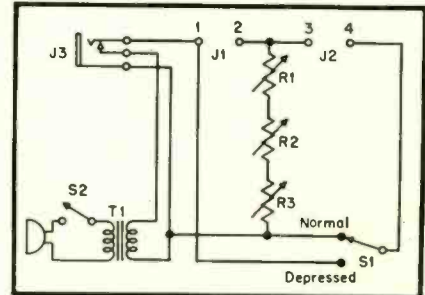 1 2 3 4
J3 J1 J2
R1
R2
S2 T1 R3
Normal
S1
Depressed